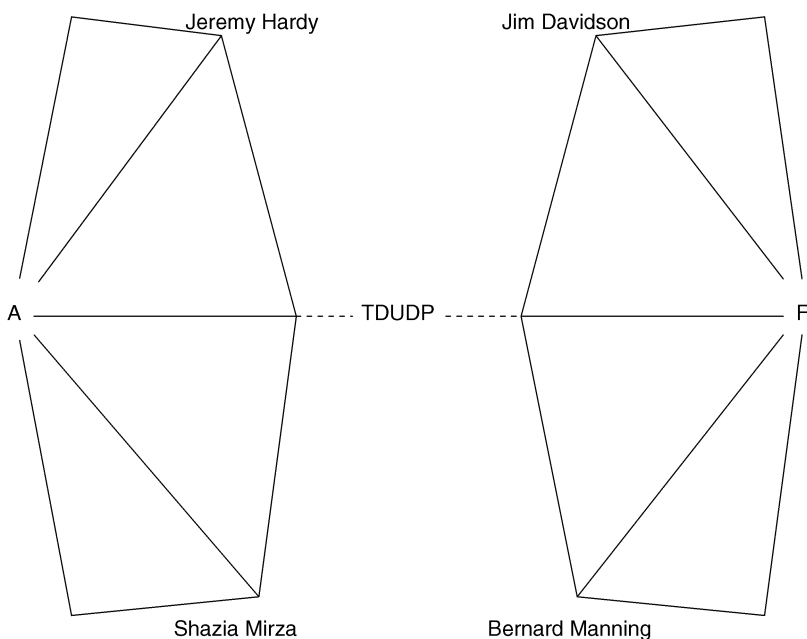 Jeremy Hardy
Jim Davidson
A
TDUDP
F
Shazia Mirza
Bernard Manning